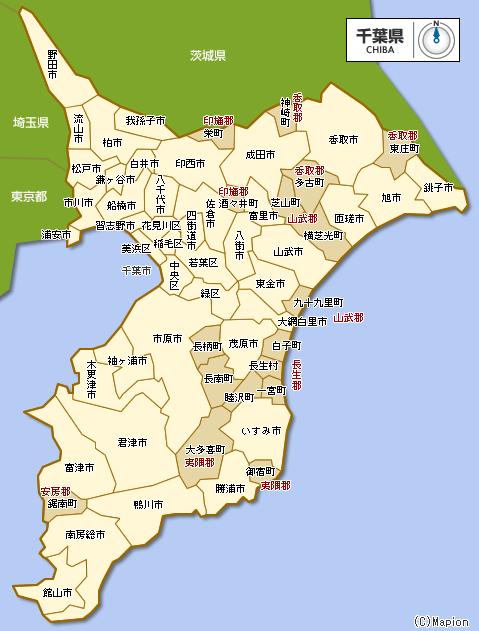 千葉県
CHIBA
茨城県
埼玉県
東京都
野田市
流山市
我孫子市
柏市
印旛郡
栄町
香取郡
神崎町
香取市
香取郡
東庄町
松戸市
白井市
印西市
成田市
鎌ヶ谷市
香取郡
多古町
旭市
銚子市
市川市
船橋市
八千代市
佐倉市
印旛郡
酒々井町
芝山町
匝瑳市
浦安市
習志野市
花見川区
四街道市
富里市
山武郡
横芝光町
美浜区
稲毛区
八街市
山武市
千葉市
中央区
若葉区
緑区
東金市
九十九里町
大網白里市
山武郡
市原市
長柄町
茂原市
白子町
袖ヶ浦市
木更津市
長南町
長生村
長生郡
睦沢町
一宮町
君津市
いすみ市
富津市
大多喜町
夷隅郡
御宿町
夷隅郡
勝浦市
安房郡
鋸南町
鴨川市
南房総市
館山市
(C)Mapion